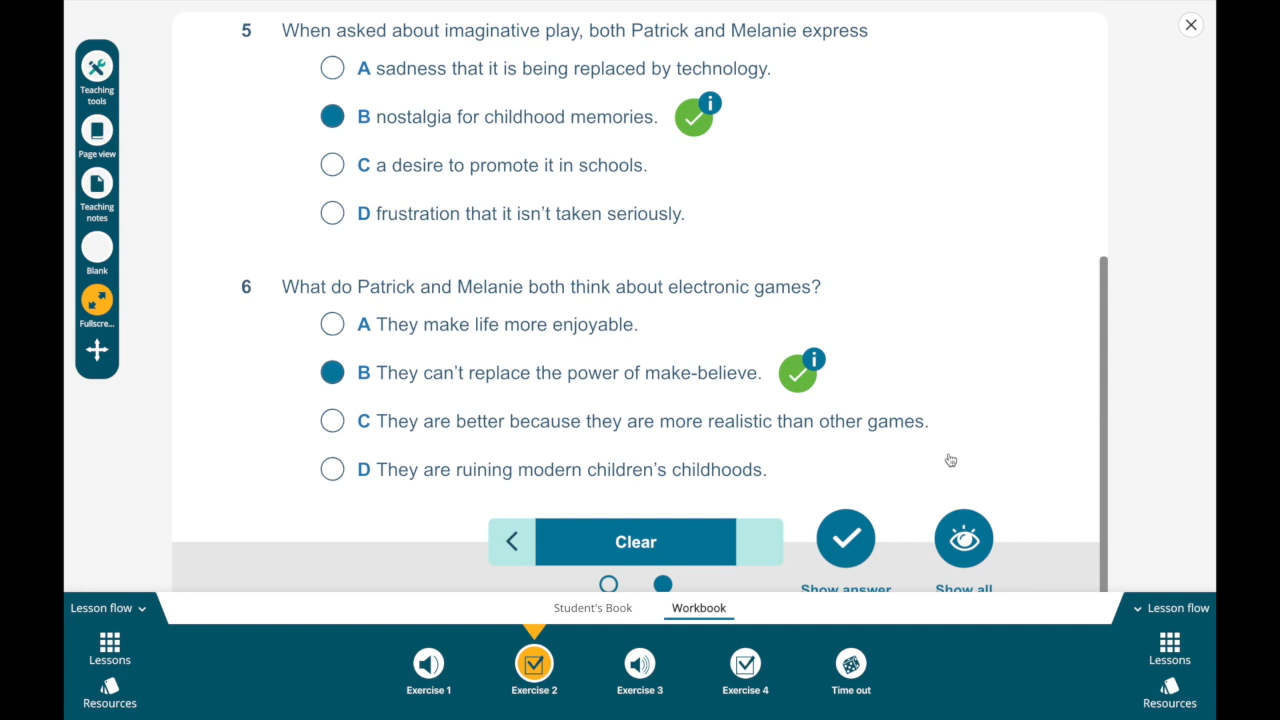 5 When asked about imaginative play, both Patrick and Melanie express
A sadness that it is being replaced by technology.
B nostalgia for childhood memories.
i
C a desire to promote it in schools.
D frustration that it isn't taken seriously.
6 What do Patrick and Melanie both think about electronic games?
A They make life more enjoyable.
B They can't replace the power of make-believe.
i
C They are better because they are more realistic than other games.
D They are ruining modern children's childhoods.
Clear
Show answer
Show all
Teaching
tools
Page view
Teaching
notes
Blank
Fullscre...
Lesson flow
Student's Book
Workbook
Lesson flow
Lessons
Resources
Exercise 1
Exercise 2
Exercise 3
Exercise 4
Time out
Lessons
Resources